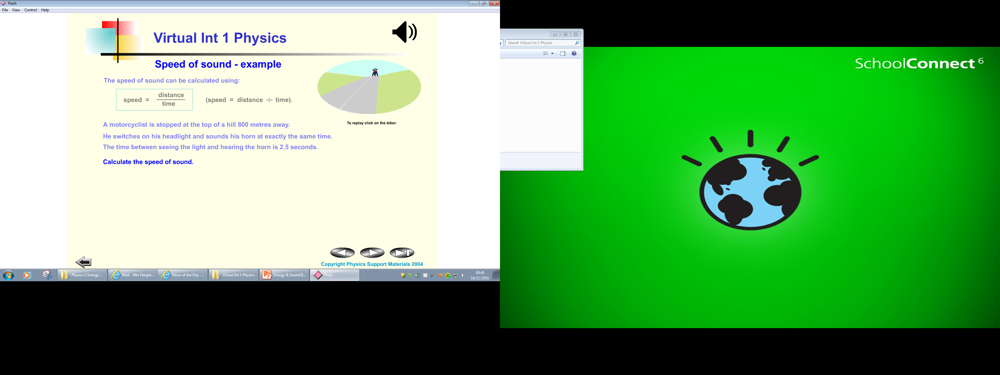 Flash
File View Control Help
Virtual Int 1 Physics
Speed of sound - example
The speed of sound can be calculated using:
speed = distance
time
(speed = distance ÷ time).
To replay click on the biker.
A motorcyclist is stopped at the top of a hill 800 metres away.
He switches on his headlight and sounds his horn at exactly the same time.
The time between seeing the light and hearing the horn is 2.5 seconds.
Calculate the speed of sound.
Copyright Physics Support Materials 2004
Physics 2 Energy ...
Mail - Mrs Hargre...
Verse of the Day -...
Virtual Int 1 Physics
Energy & Sound 8...
Flash
09:40
16/11/2016
Search Virtual Int 1 Physics
SchoolConnect 6